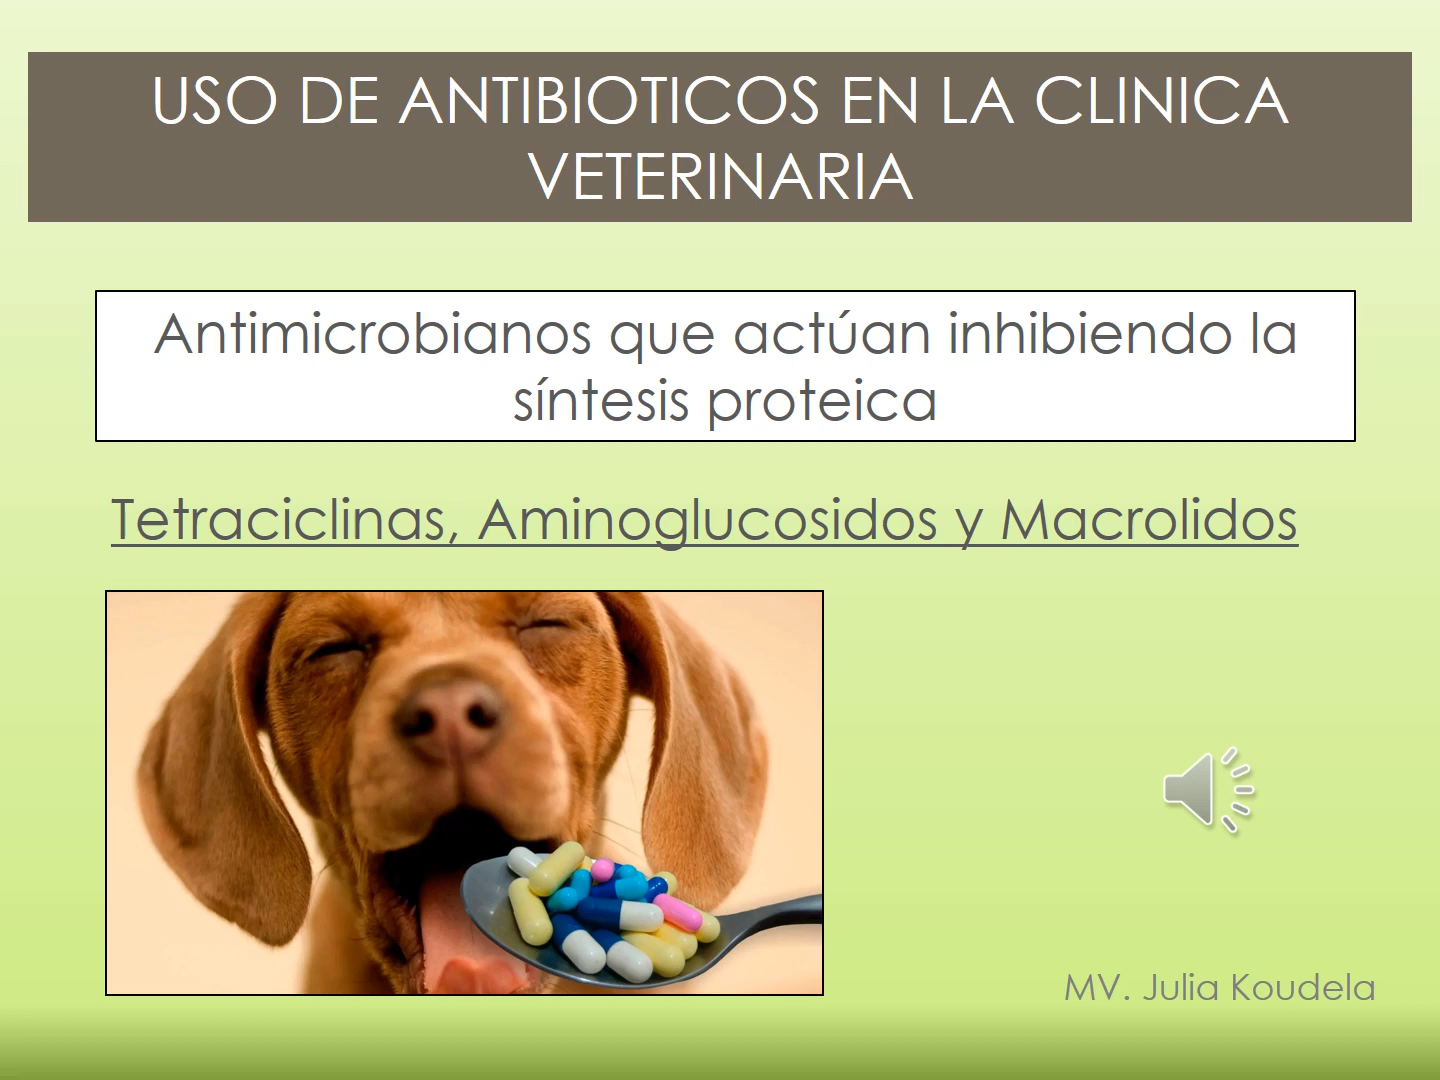 USO DE ANTIBIOTICOS EN LA CLINICA
VETERINARIA
Antimicrobianos que actúan inhibiendo la
síntesis proteica
Tetraciclinas, Aminoglucosidos y Macrolidos
MV. Julia Koudela